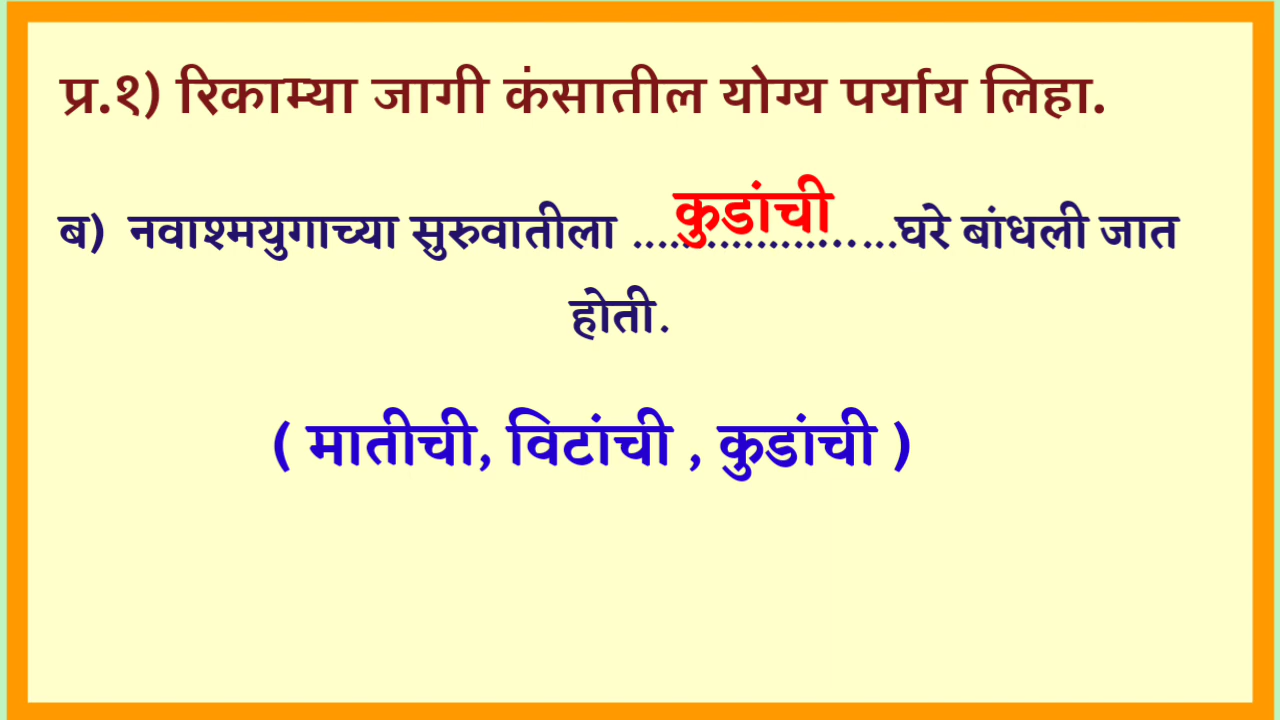 प्र.१) रिकाम्या जागी कंसातील योग्य पर्याय लिहा.
ब) नवाश्मयुगाच्या सुरुवातीला ......कुडांची......घरे बांधली जात
होती.
( मातीची, विटांची , कुडांची )